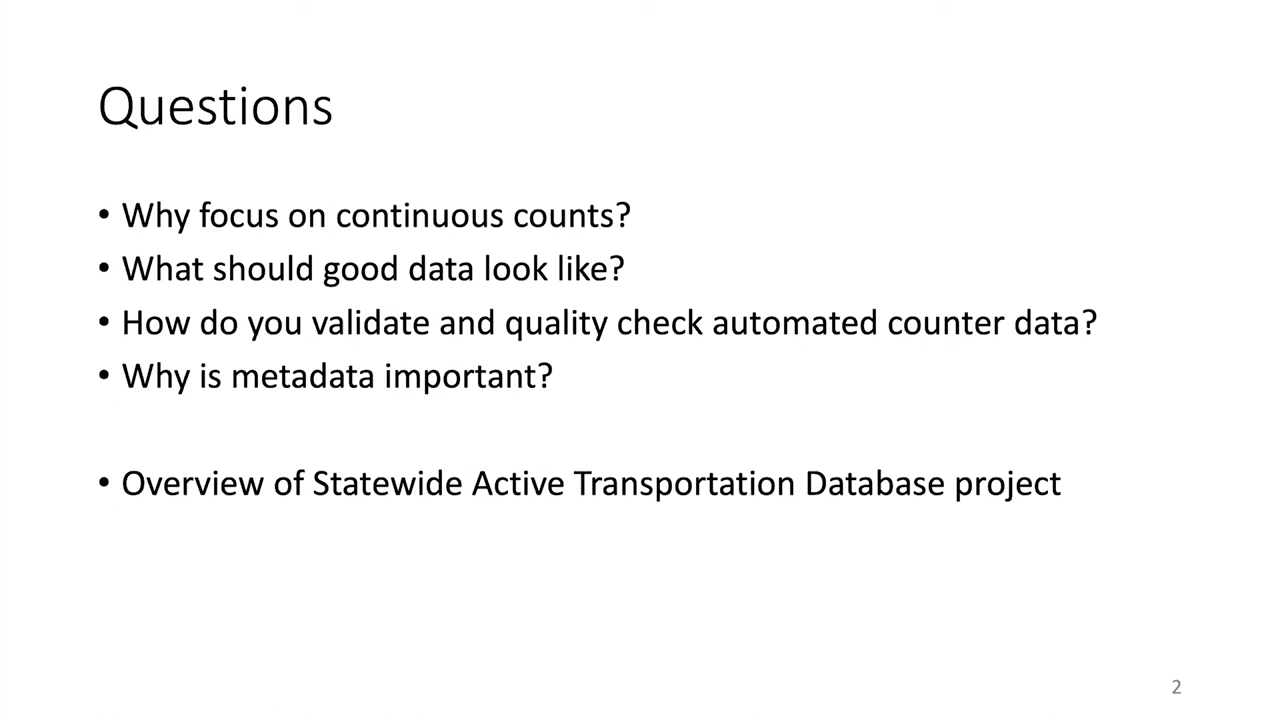 Questions
• Why focus on continuous counts?
• What should good data look like?
• How do you validate and quality check automated counter data?
• Why is metadata important?
• Overview of Statewide Active Transportation Database project
2